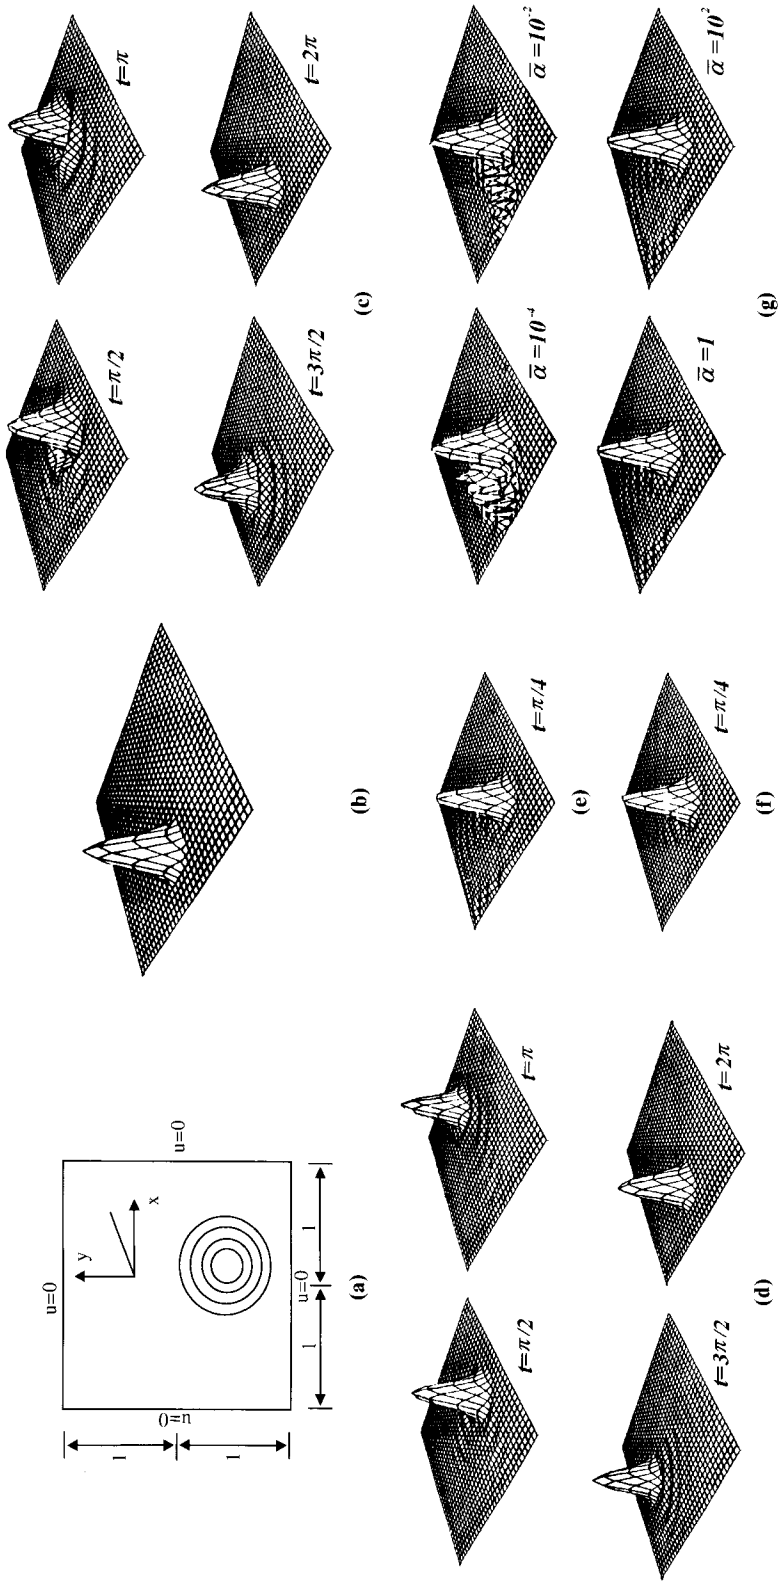 u=0
y
x
u=0
u=0
u=0
1
1
1
1
(a)
(b)
t=π/2
t=π
t=3π/2
t=2π
(c)
t=π/2
t=π
t=3π/2
t=2π
(d)
t=π/4
(e)
t=π/4
(f)
ᾱ=10⁻⁴
ᾱ=10⁻²
ᾱ=1
ᾱ=10²
(g)